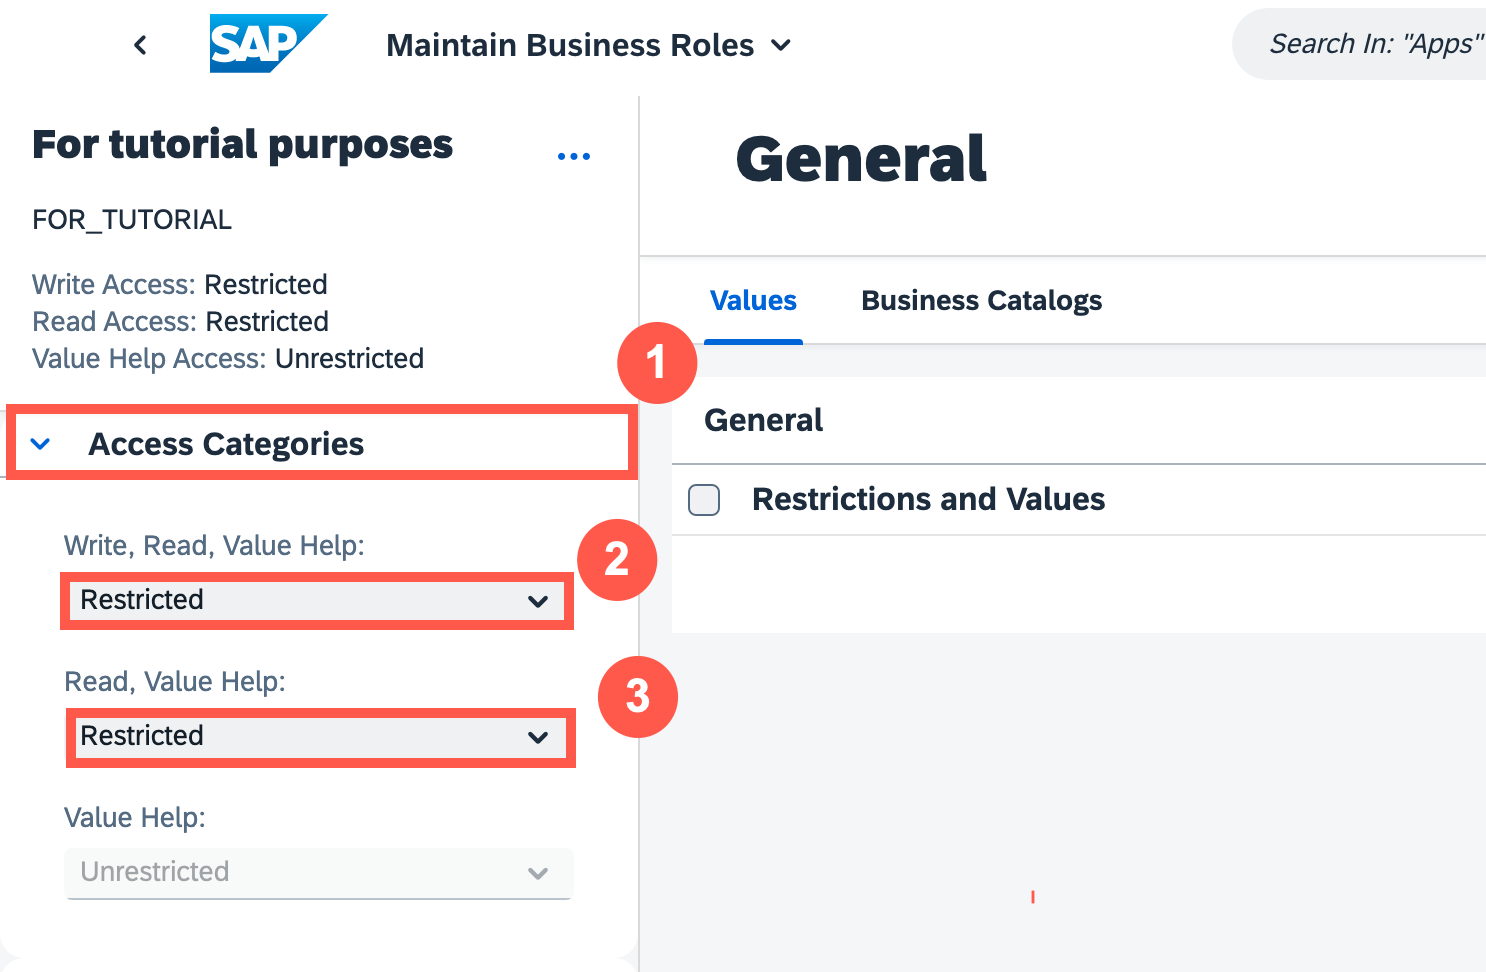 SAP Maintain Business Roles Search In: "Apps"
For tutorial purposes
...
FOR_TUTORIAL
Write Access: Restricted
Read Access: Restricted
Value Help Access: Unrestricted
1
Access Categories
Write, Read, Value Help:
2
Restricted
Read, Value Help:
3
Restricted
Value Help:
Unrestricted
General
Values Business Catalogs
General
Restrictions and Values